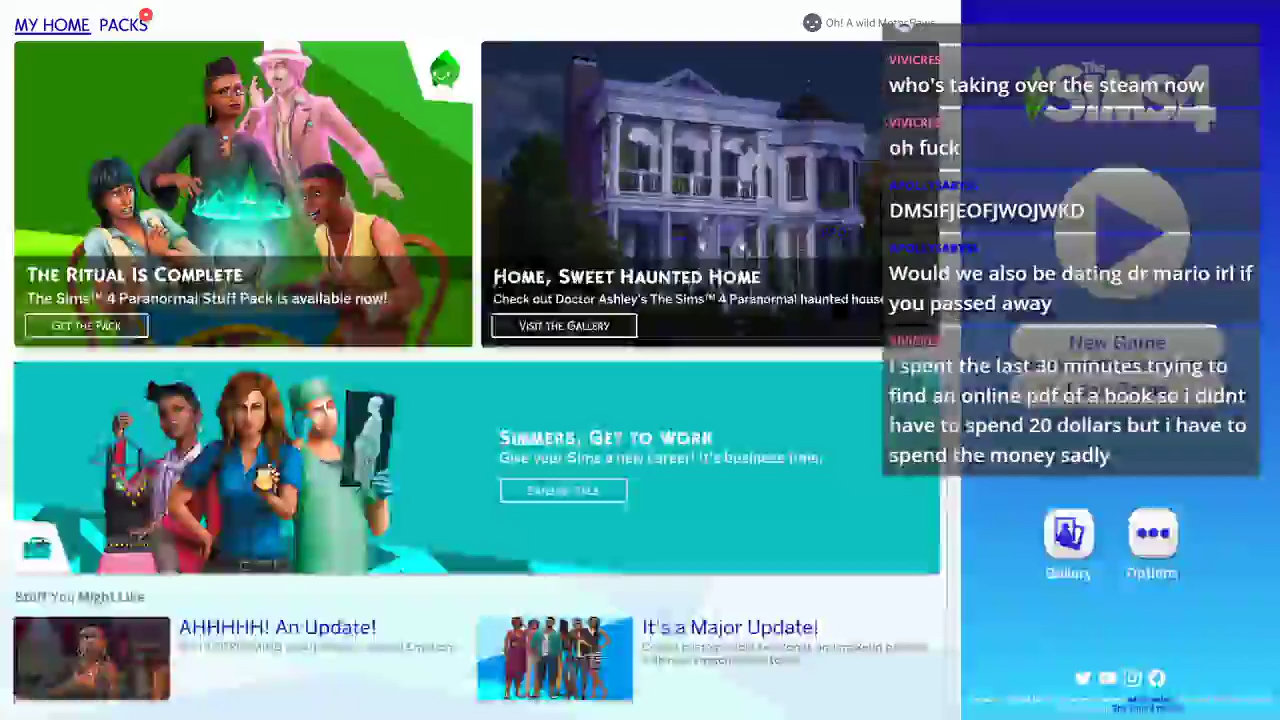 MY HOME PACKS
Oh! A wild
THE RITUAL IS COMPLETE
The Sims™ 4 Paranormal Stuff Pack is available now!
GET THE PACK
HOME, SWEET HAUNTED HOME
Check out Doctor Ashley's The Sims™ 4 Paranormal haunted house
VISIT THE GALLERY
SIMMERS, GET TO WORK
Give your Sims a new career! It's business time.
Stuff You Might Like
AHHHHH! An Update!
It's a Major Update!
The Sims 4
VIVICRES
who's taking over the steam now
VIVICRES
oh fuck
DMSIFJEOFJWOJWKD
Would we also be dating dr mario irl if
you passed away
VIVICRES
I spent the last 30 minutes trying to
find an online pdf of a book so i didnt
have to spend 20 dollars but i have to
spend the money sadly
New Game
Gallery
Options